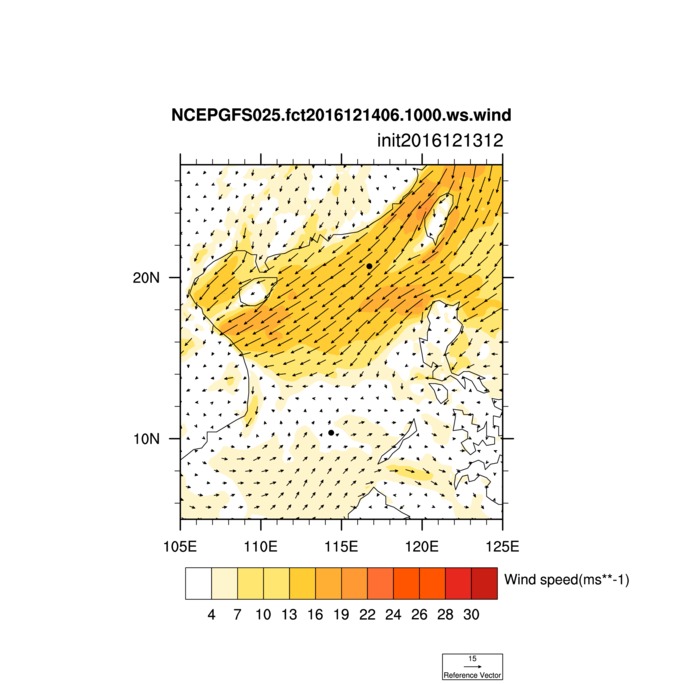 NCEPGFS025.fct2016121406.1000.ws.wind
init2016121312
20N
10N
105E 110E 115E 120E 125E
Wind speed(ms**-1)
4 7 10 13 16 19 22 24 26 28 30
15
Reference Vector